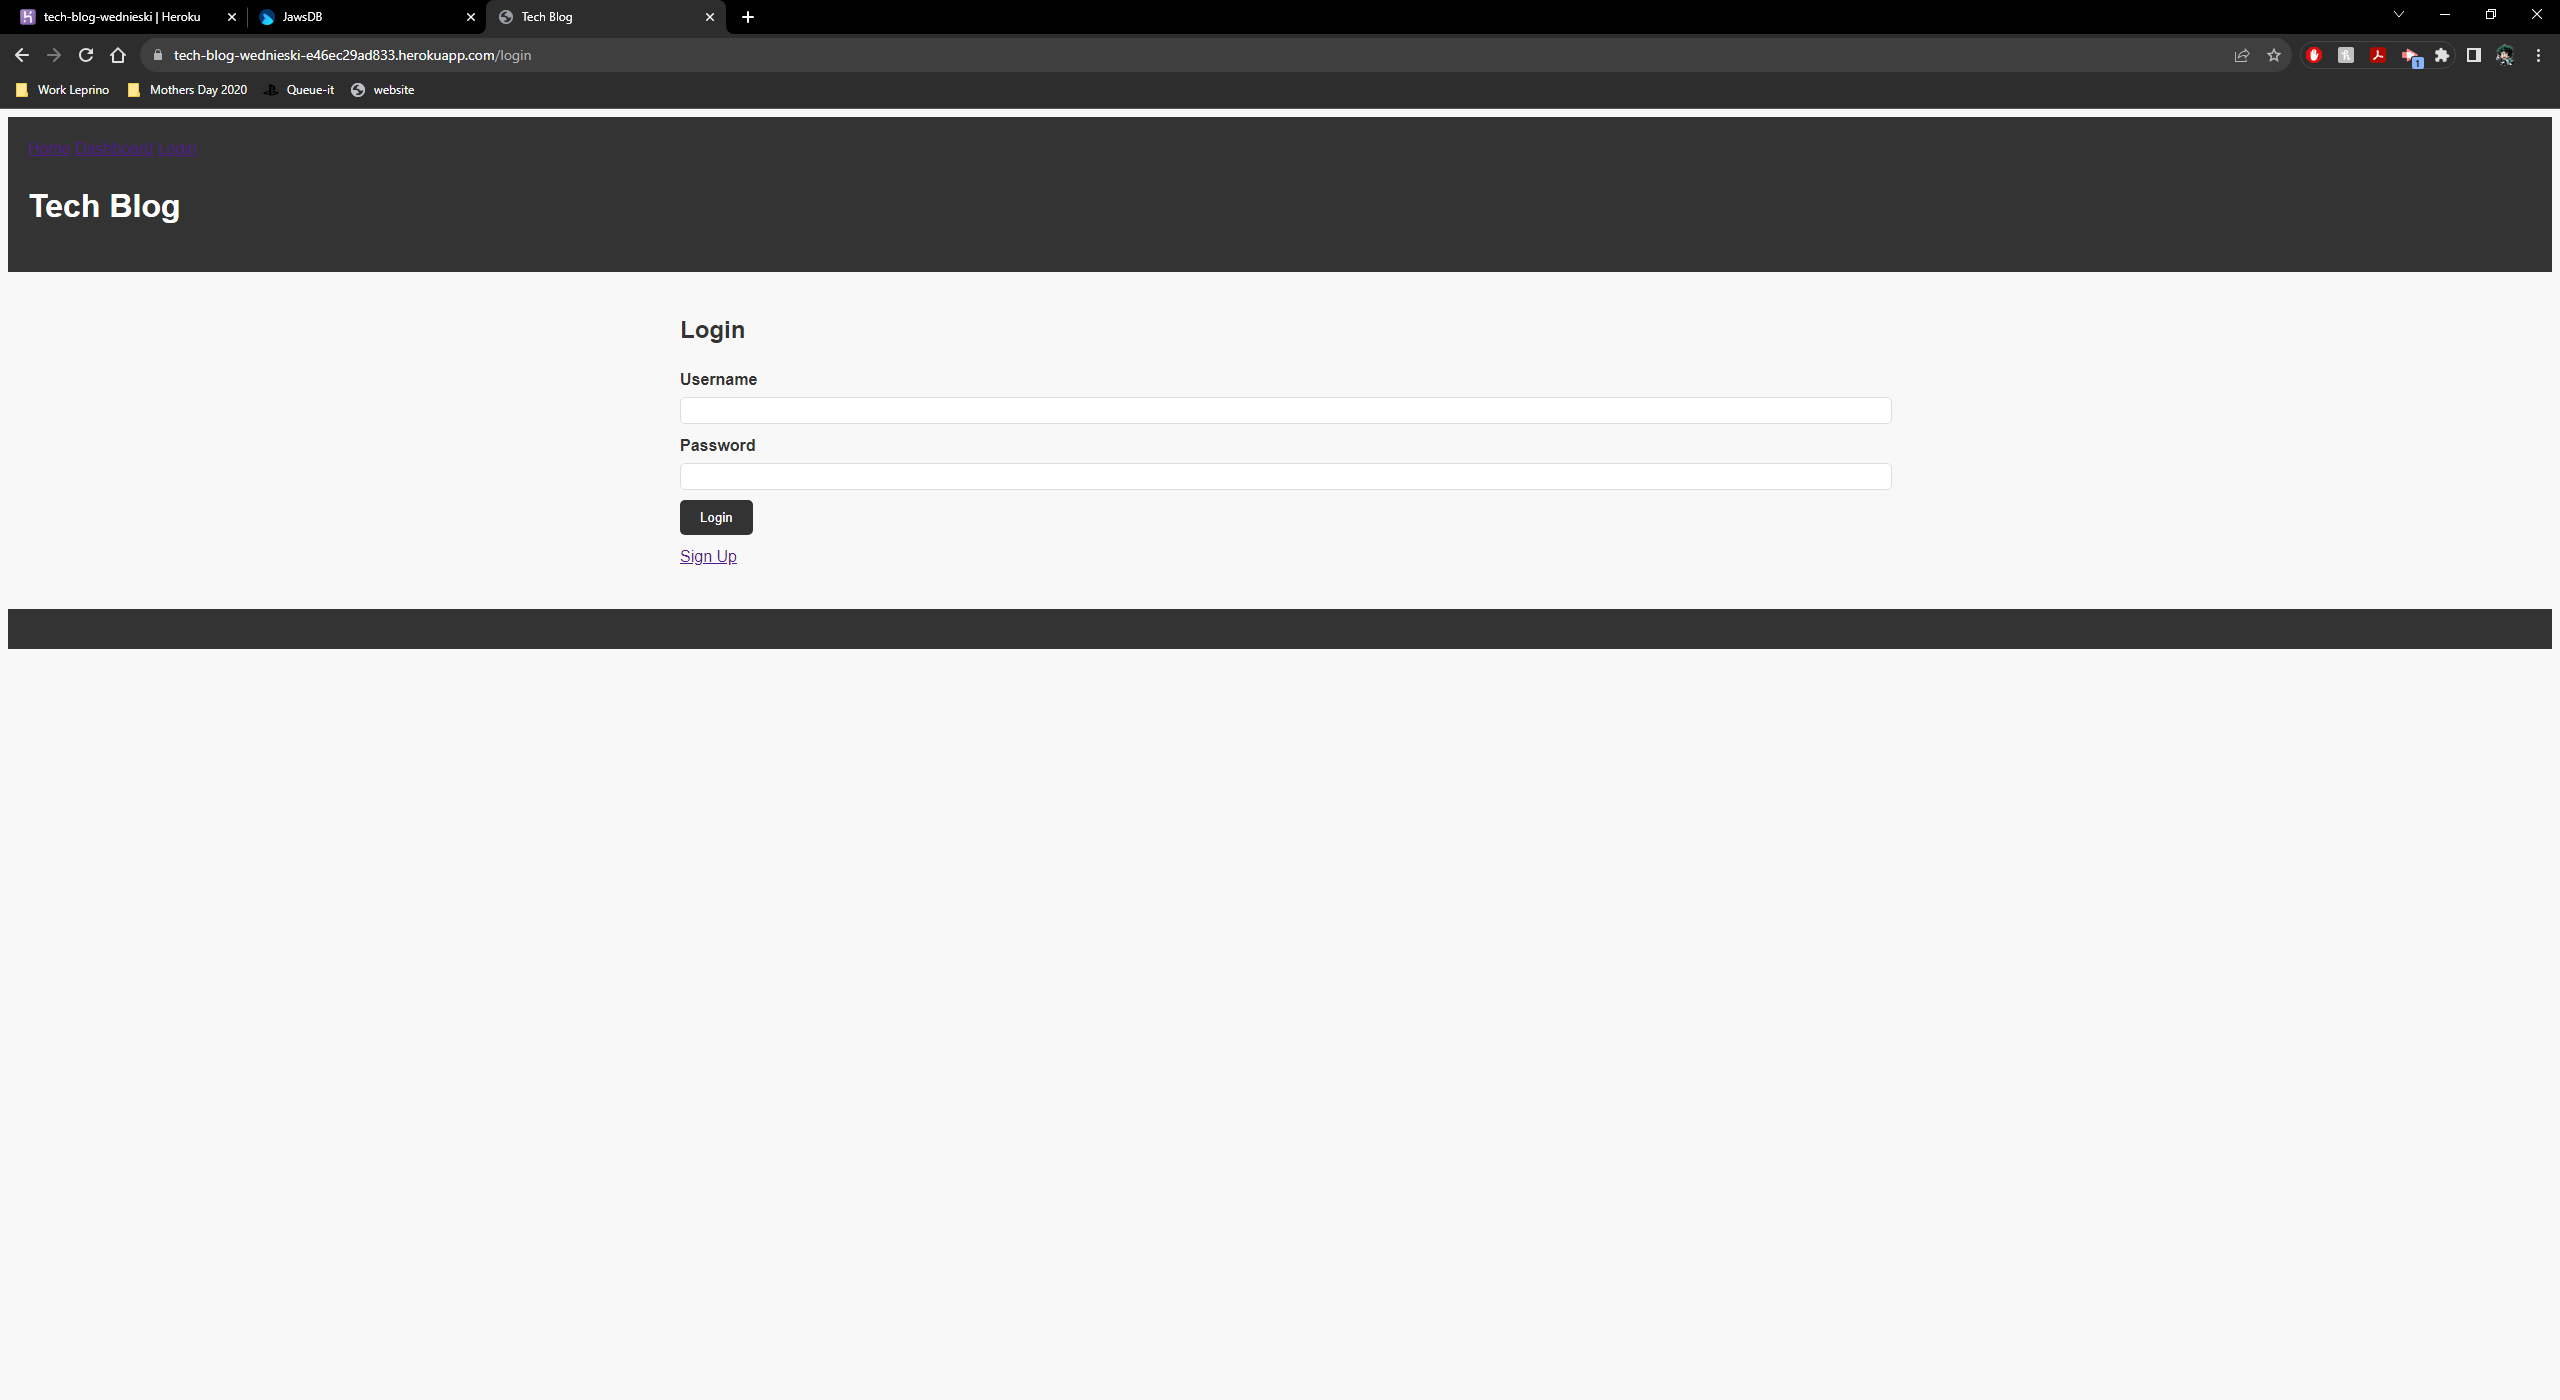 tech-blog-wednieski | Heroku
JawsDB
Tech Blog
tech-blog-wednieski-e46ec29ad833.herokuapp.com/login
1
Work Leprino
Mothers Day 2020
Queue-it
website
Home Dashboard Login
Tech Blog
Login
Username
Password
Login
Sign Up